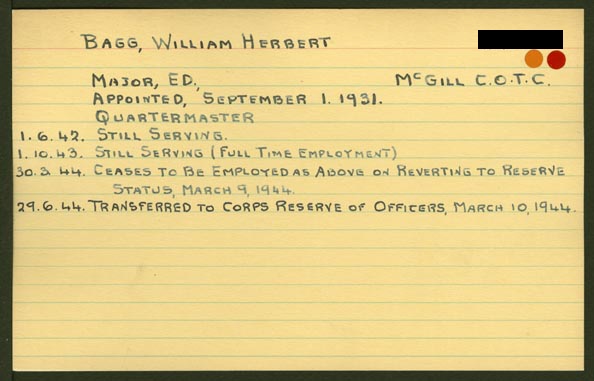 BAGG, WILLIAM HERBERT
MAJOR, ED. McGILL C.O.T.C.
APPOINTED, SEPTEMBER 1. 1931.
QUARTERMASTER
1.6.42. STILL SERVING.
1.10.43. STILL SERVING (FULL TIME EMPLOYMENT)
30.3.44. CEASES TO BE EMPLOYED AS ABOVE ON REVERTING TO RESERVE
STATUS, MARCH 9, 1944.
29.6.44. TRANSFERRED TO CORPS RESERVE OF OFFICERS, MARCH 10, 1944.